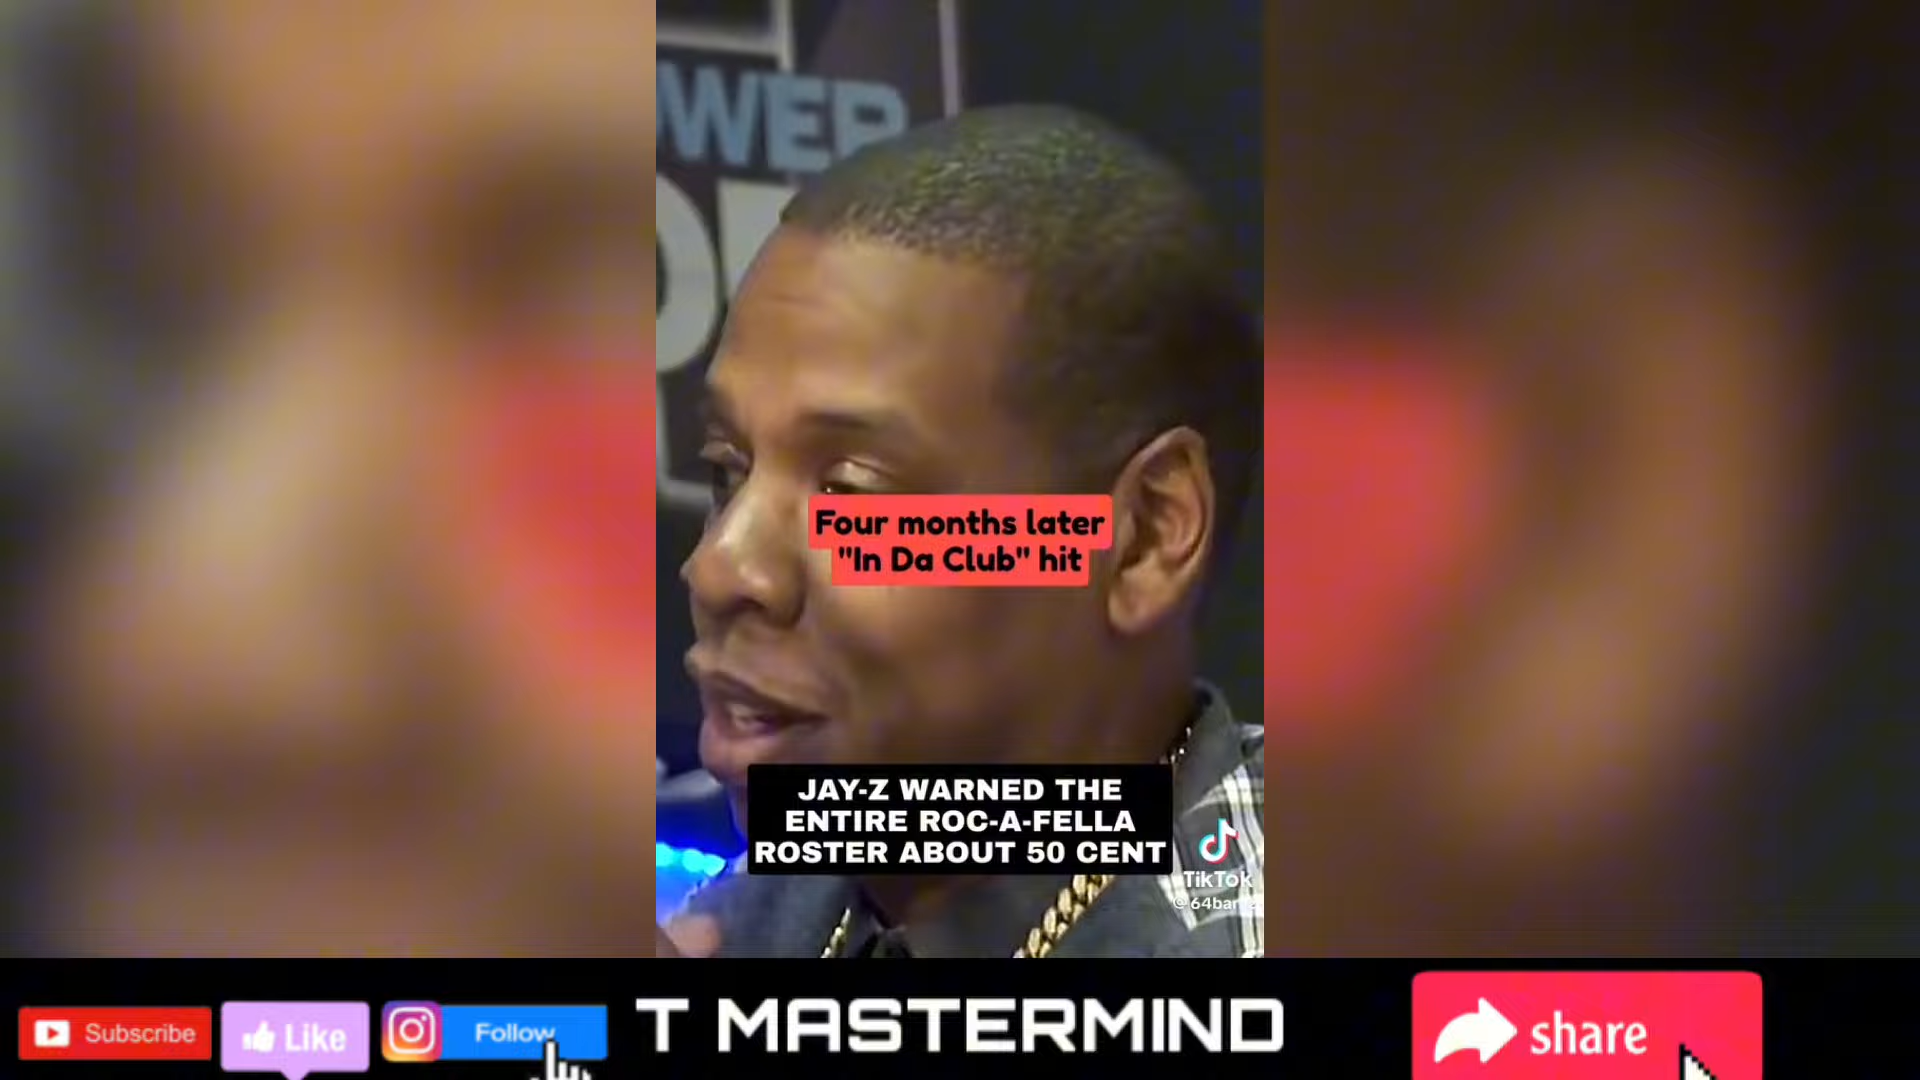 OWER
Four months later
"In Da Club" hit
JAY-Z WARNED THE
ENTIRE ROC-A-FELLA
ROSTER ABOUT 50 CENT
TikTok
Subscribe
Like
Follow
T MASTERMIND
share